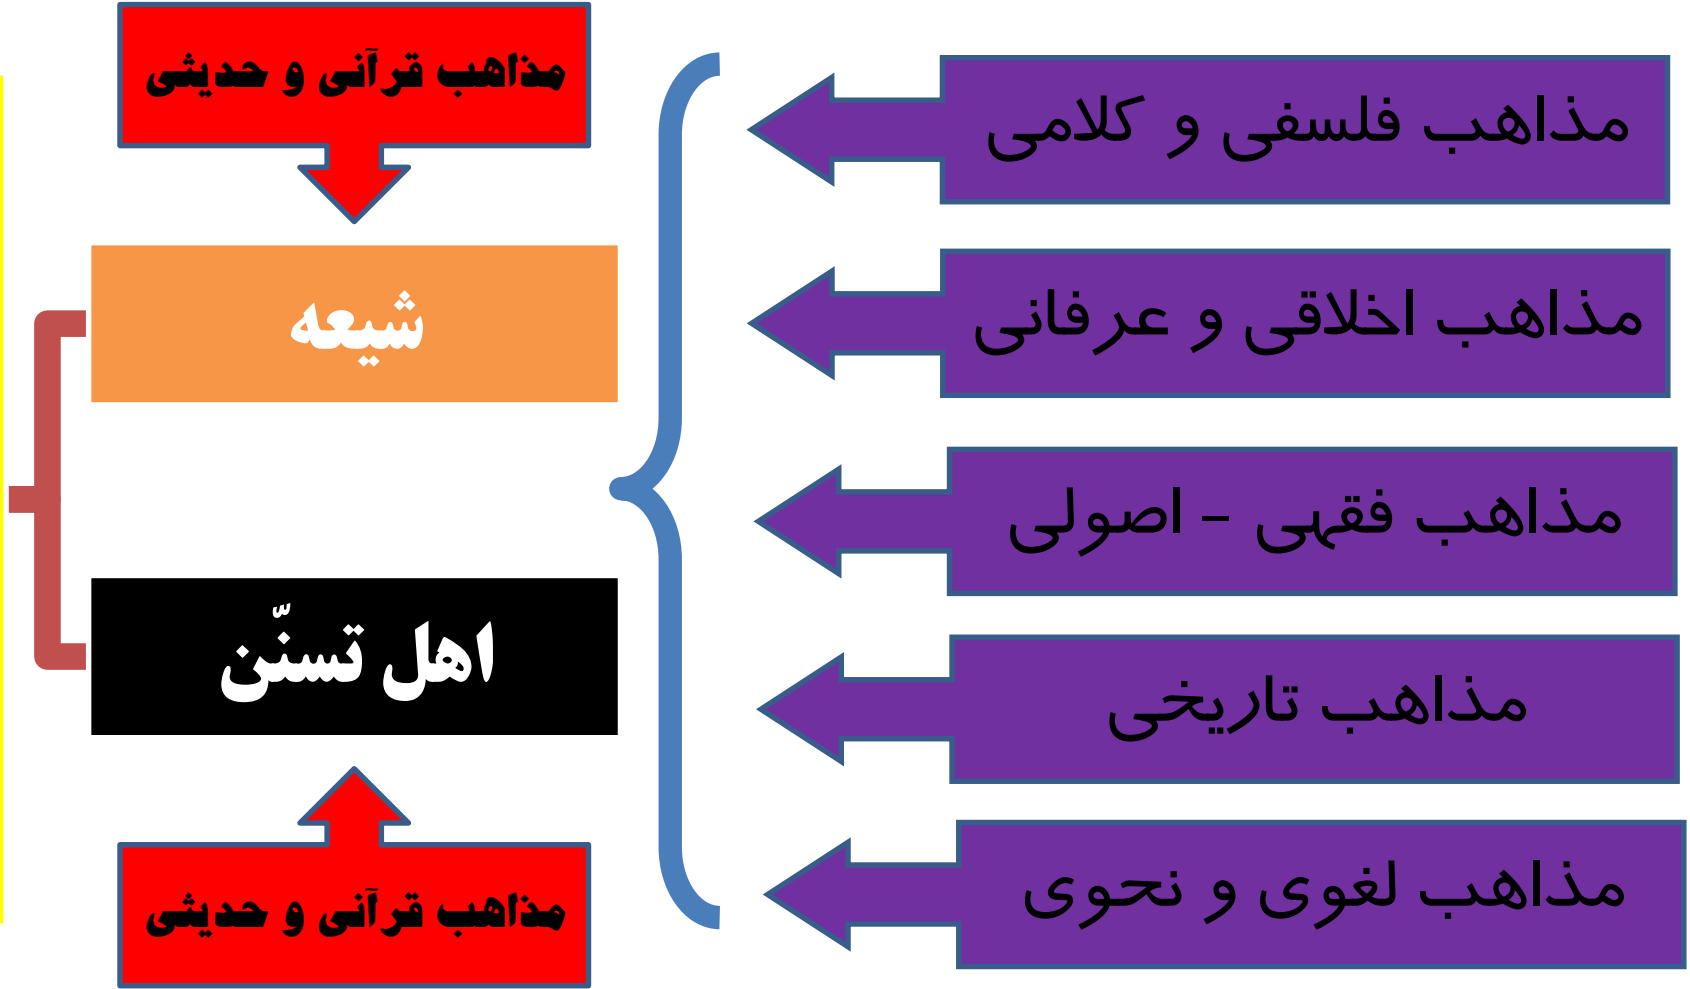 مذاهب فلسفی و کلامی
مذاهب اخلاقی و عرفانی
مذاهب فقهی – اصولی
مذاهب تاریخی
مذاهب لغوی و نحوی
مذاهب قرآنی و حدیثی
شیعه
اهل تسنّن
مذاهب قرآنی و حدیثی